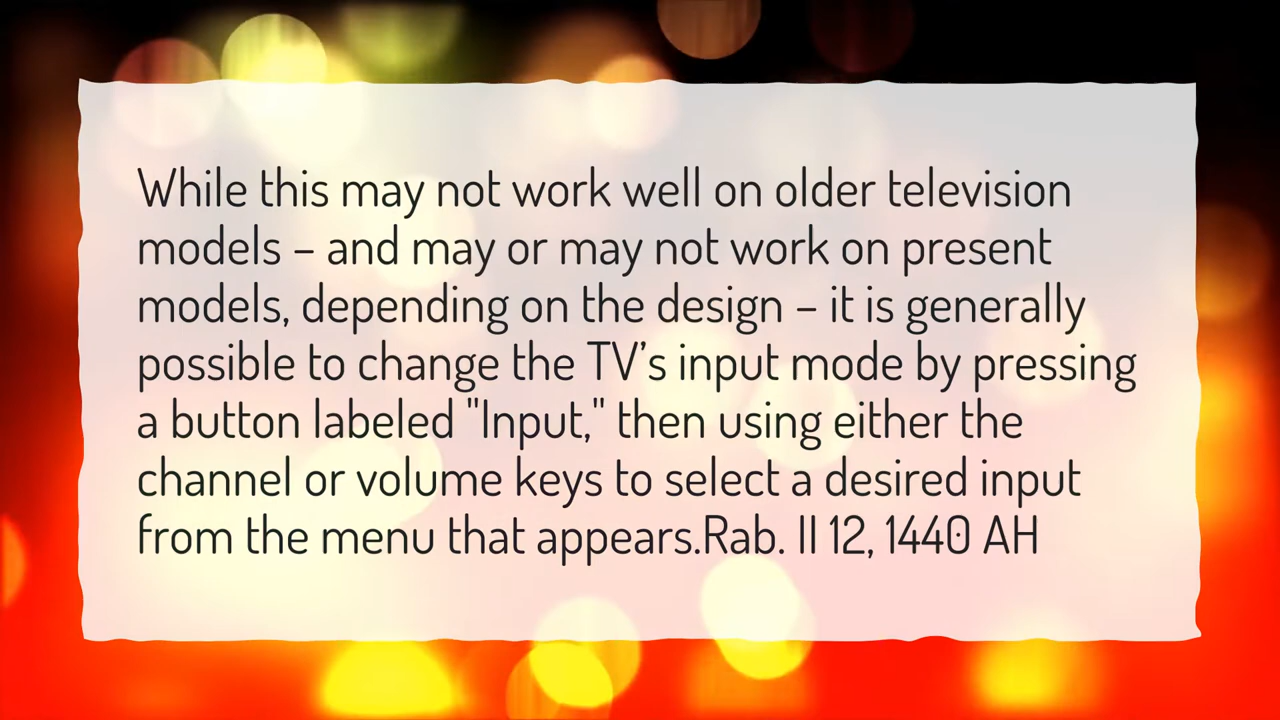 While this may not work well on older television
models – and may or may not work on present
models, depending on the design – it is generally
possible to change the TV’s input mode by pressing
a button labeled "Input," then using either the
channel or volume keys to select a desired input
from the menu that appears.Rab. II 12, 1440 AH